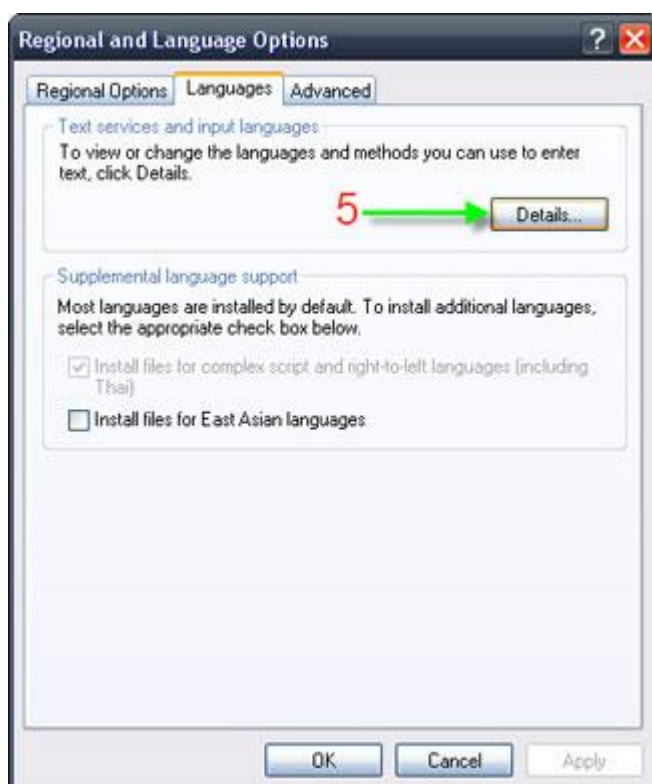 Regional and Language Options
Regional Options Languages Advanced
Text services and input languages
To view or change the languages and methods you can use to enter
text, click Details.
5 Details...
Supplemental language support
Most languages are installed by default. To install additional languages,
select the appropriate check box below.
Install files for complex script and right-to-left languages (including
Thai)
Install files for East Asian languages
OK Cancel Apply